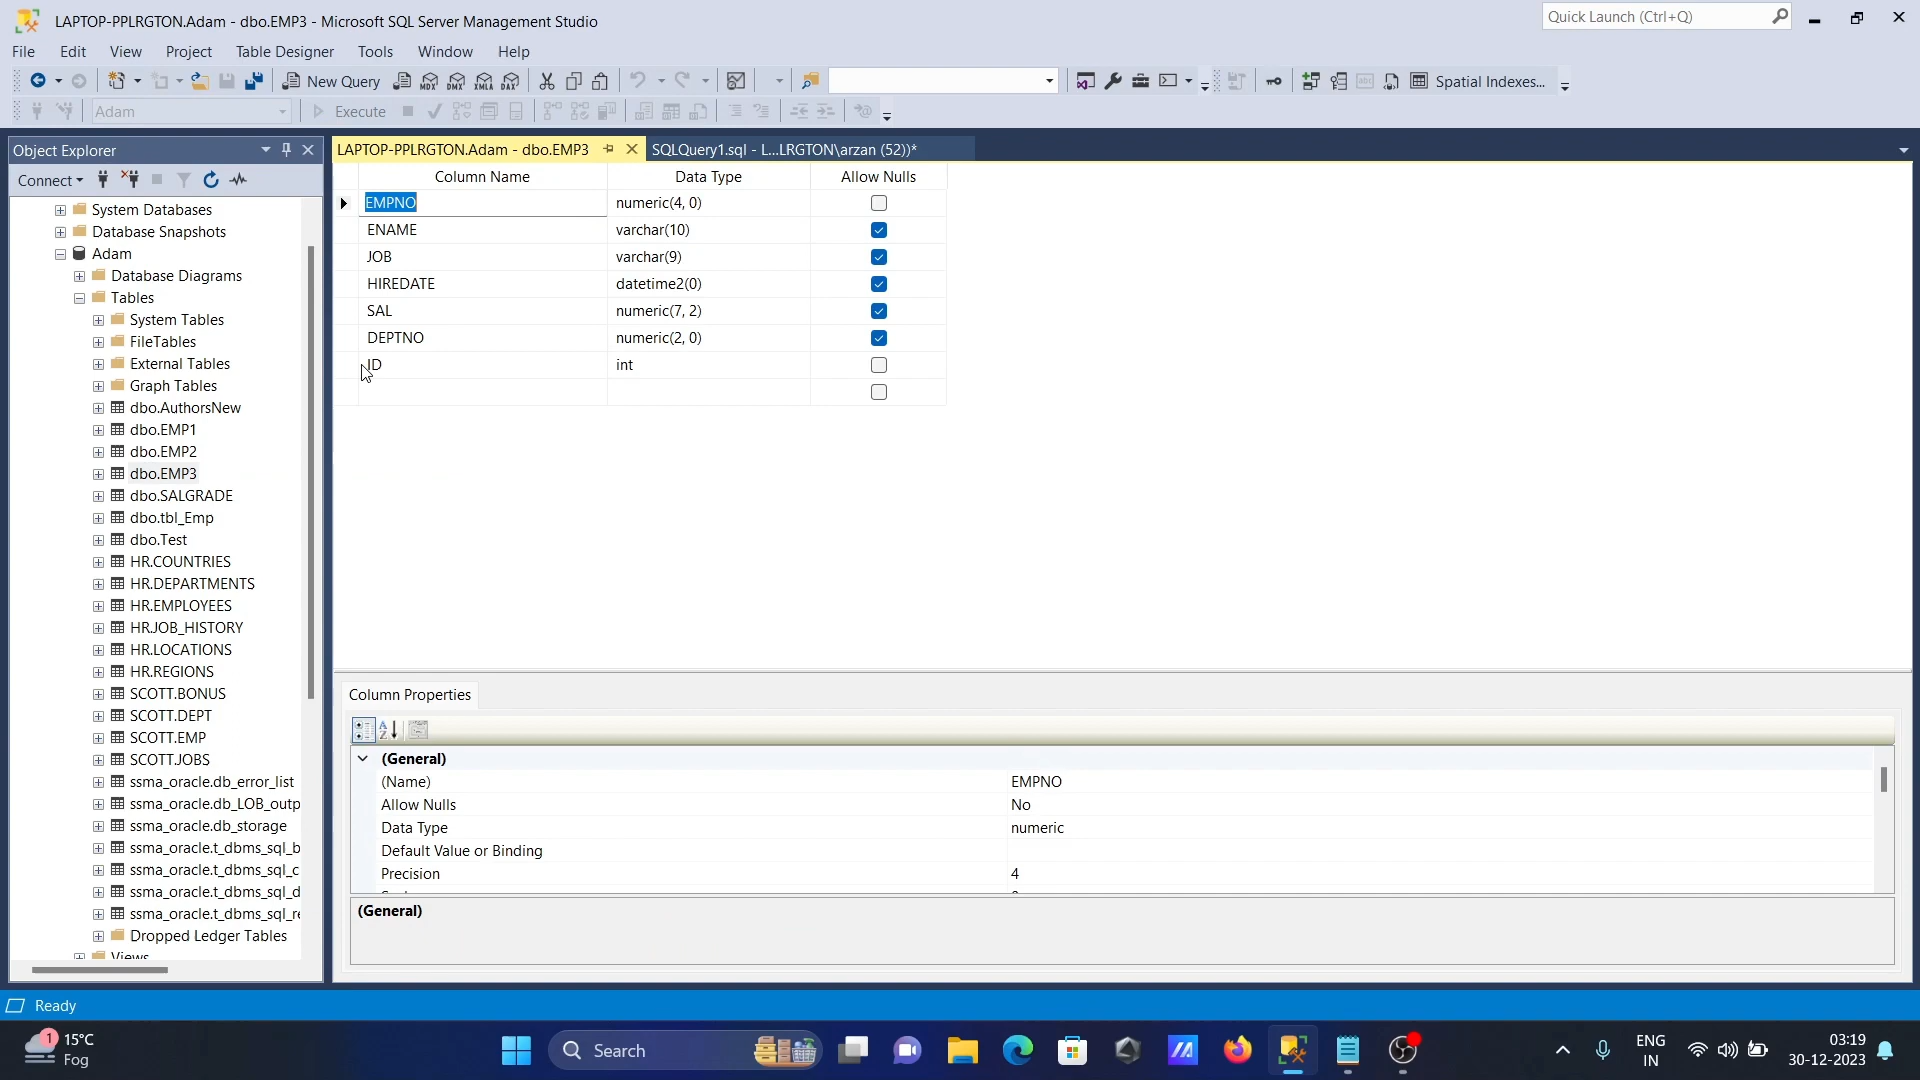 LAPTOP-PPLRGTON.Adam - dbo.EMP3 - Microsoft SQL Server Management Studio
Quick Launch (Ctrl+Q)
File Edit View Project Table Designer Tools Window Help
New Query MDX DMX XMLA DAX Spatial Indexes...
Adam Execute
Object Explorer
LAPTOP-PPLRGTON.Adam - dbo.EMP3
SQLQuery1.sql - L...LRGTON\arzan (52))*
Connect
System Databases
Database Snapshots
Adam
Database Diagrams
Tables
System Tables
FileTables
External Tables
Graph Tables
dbo.AuthorsNew
dbo.EMP1
dbo.EMP2
dbo.EMP3
dbo.SALGRADE
dbo.tbl_Emp
dbo.Test
HR.COUNTRIES
HR.DEPARTMENTS
HR.EMPLOYEES
HR.JOB_HISTORY
HR.LOCATIONS
HR.REGIONS
SCOTT.BONUS
SCOTT.DEPT
SCOTT.EMP
SCOTT.JOBS
ssma_oracle.db_error_list
ssma_oracle.db_LOB_outp
ssma_oracle.db_storage
ssma_oracle.t_dbms_sql_b
ssma_oracle.t_dbms_sql_c
ssma_oracle.t_dbms_sql_d
ssma_oracle.t_dbms_sql_re
Dropped Ledger Tables
Views
Column Name Data Type Allow Nulls
EMPNO numeric(4, 0)
ENAME varchar(10)
JOB varchar(9)
HIREDATE datetime2(0)
SAL numeric(7, 2)
DEPTNO numeric(2, 0)
ID int
Column Properties
(General)
(Name) EMPNO
Allow Nulls No
Data Type numeric
Default Value or Binding
Precision 4
(General)
Ready
1
15°C
Fog
Search
ENG
IN
03:19
30-12-2023